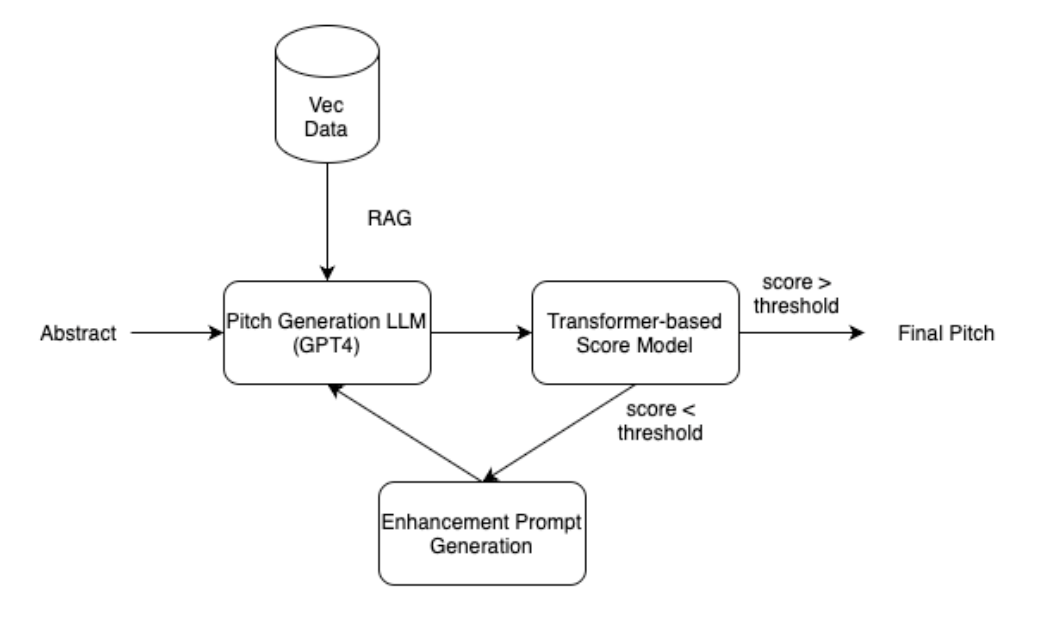 Vec
Data
RAG
Abstract
Pitch Generation LLM
(GPT4)
Transformer-based
Score Model
score >
threshold
Final Pitch
score <
threshold
Enhancement Prompt
Generation